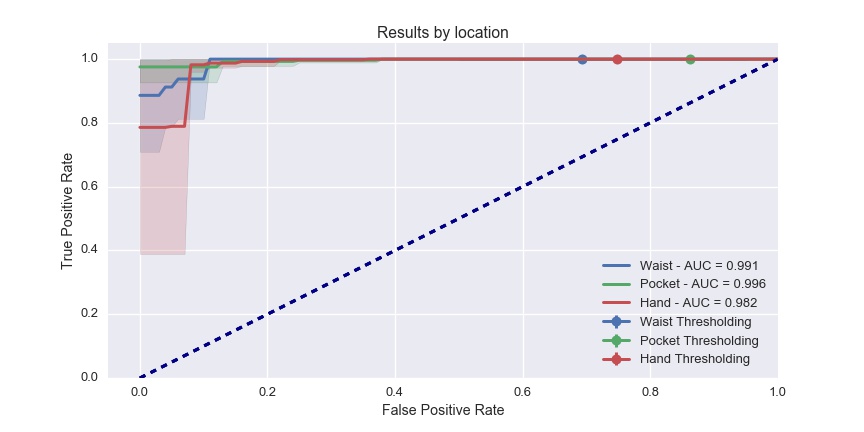 Results by location
1.0
0.8
0.6
0.4
0.2
0.0
True Positive Rate
Waist - AUC = 0.991
Pocket - AUC = 0.996
Hand - AUC = 0.982
Waist Thresholding
Pocket Thresholding
Hand Thresholding
0.0 0.2 0.4 0.6 0.8 1.0
False Positive Rate